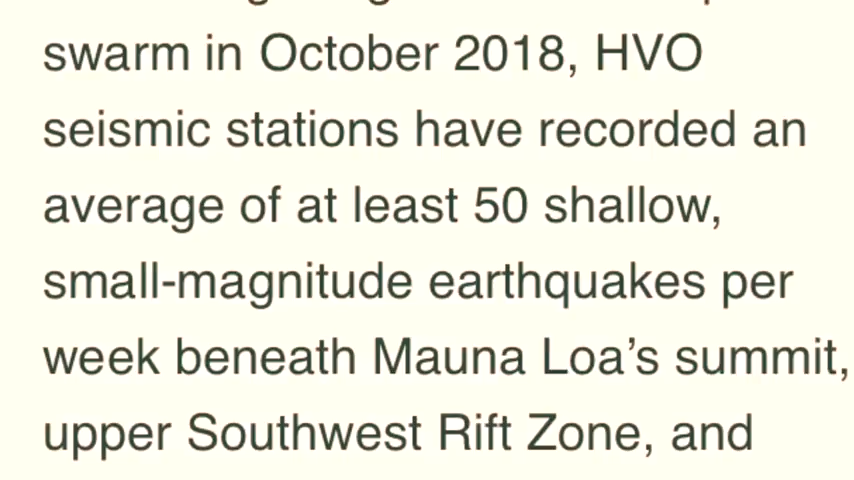 swarm in October 2018, HVO
seismic stations have recorded an
average of at least 50 shallow,
small-magnitude earthquakes per
week beneath Mauna Loa’s summit,
upper Southwest Rift Zone, and